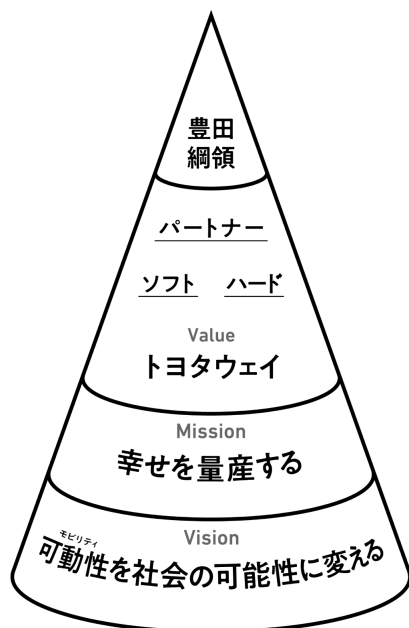 豊田
綱領
パートナー
ソフト ハード
Value
トヨタウェイ
Mission
幸せを量産する
Vision
モビリティ
可動性を社会の可能性に変える